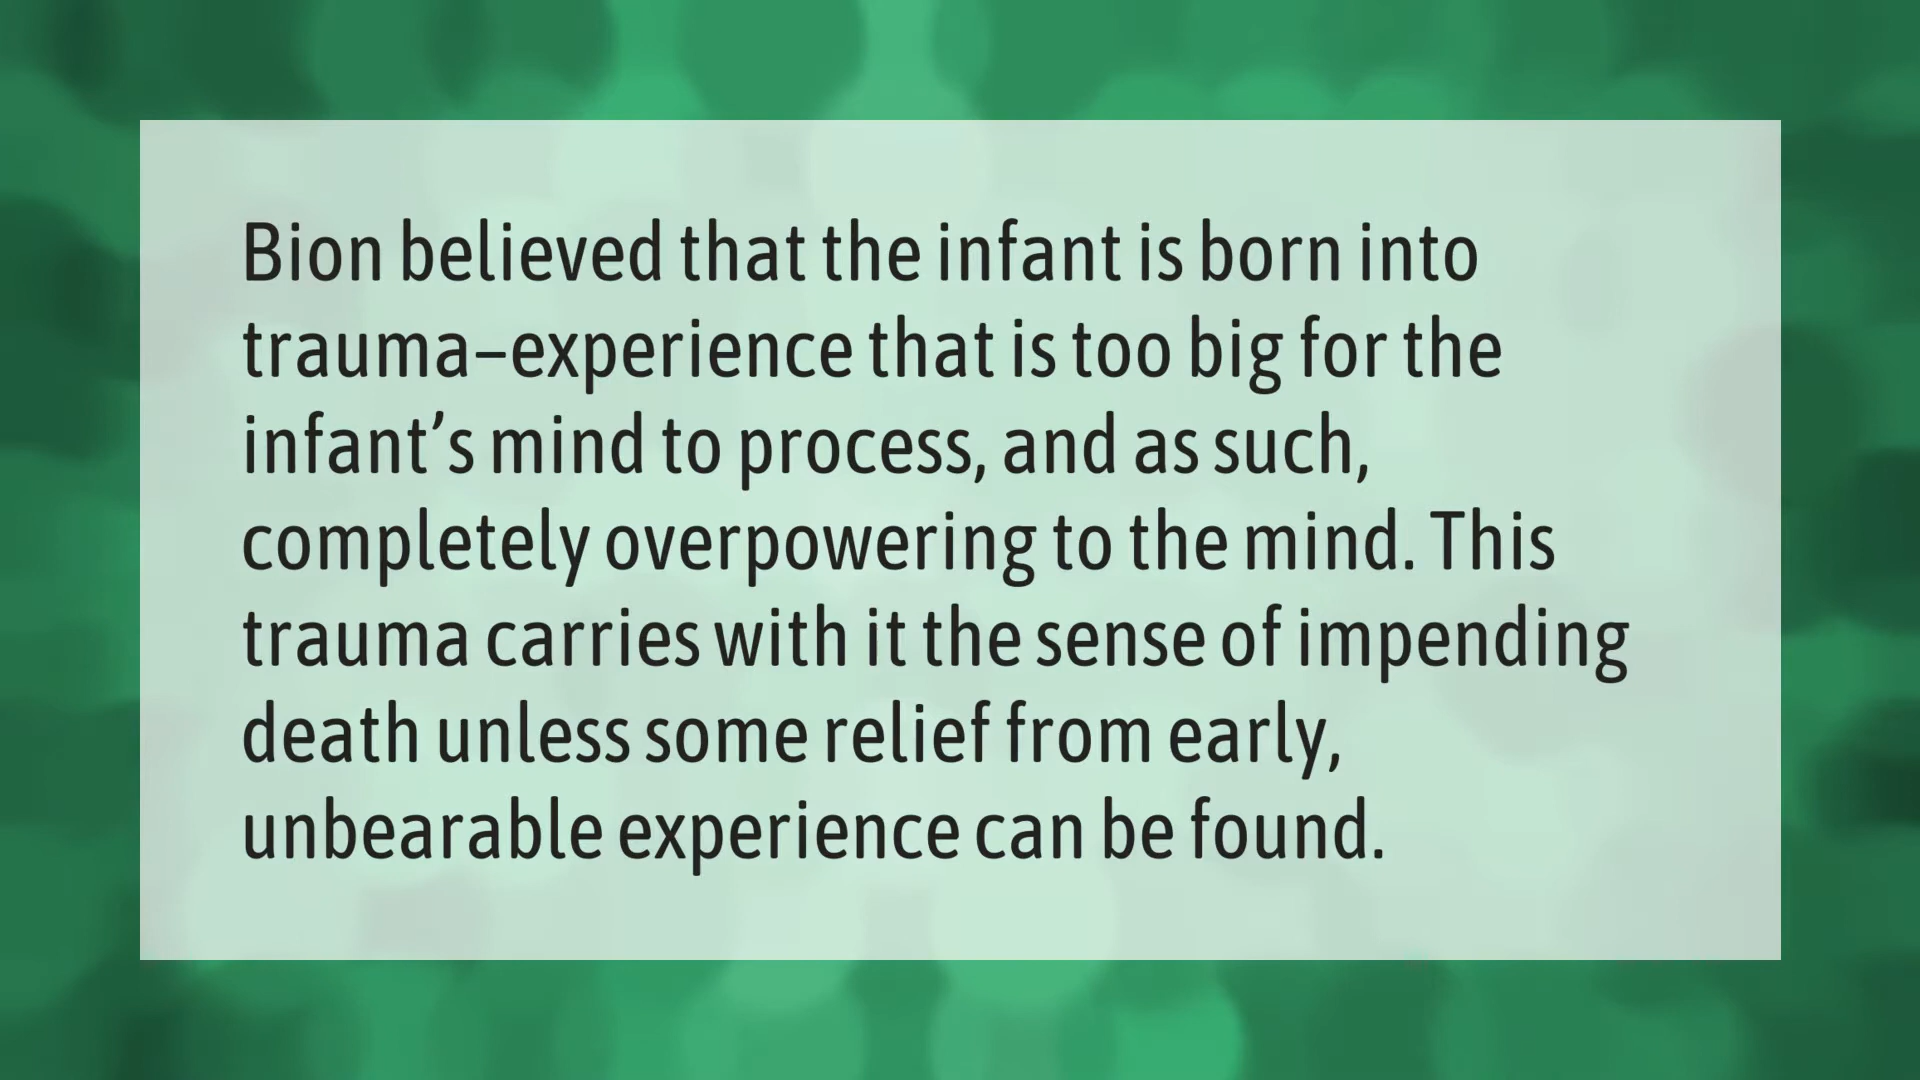 Bion believed that the infant is born into
trauma–experience that is too big for the
infant’s mind to process, and as such,
completely overpowering to the mind. This
trauma carries with it the sense of impending
death unless some relief from early,
unbearable experience can be found.